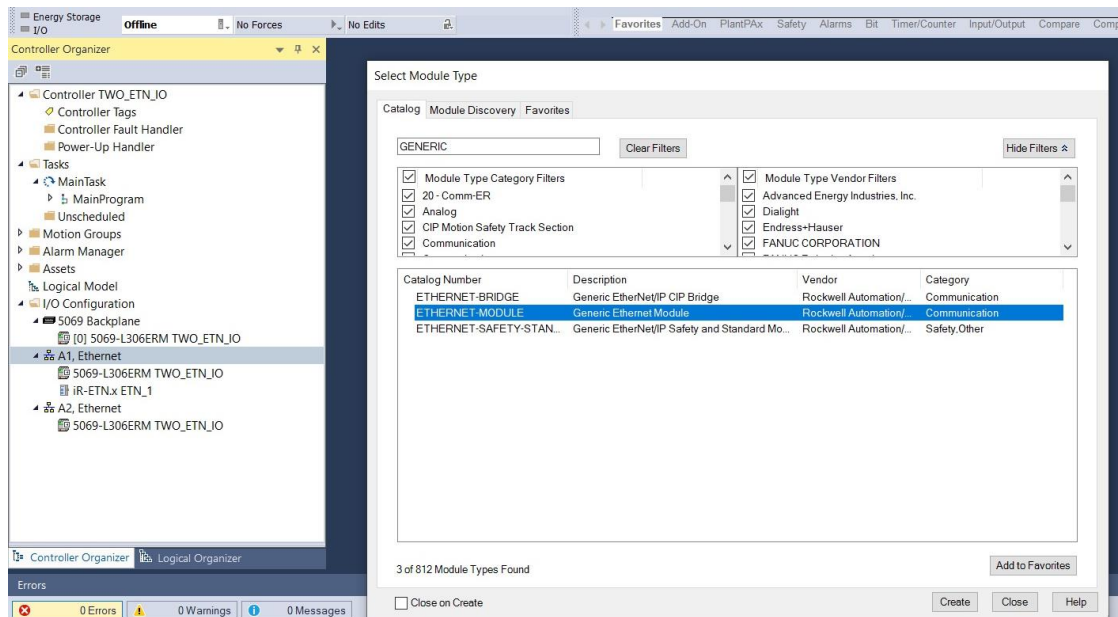 Energy Storage
I/O
Offline
No Forces
No Edits
Favorites Add-On PlantPAx Safety Alarms Bit Timer/Counter Input/Output Compare
Controller Organizer
Controller TWO_ETN_IO
Controller Tags
Controller Fault Handler
Power-Up Handler
Tasks
MainTask
MainProgram
Unscheduled
Motion Groups
Alarm Manager
Assets
Logical Model
I/O Configuration
5069 Backplane
[0] 5069-L306ERM TWO_ETN_IO
A1, Ethernet
5069-L306ERM TWO_ETN_IO
iR-ETN.x ETN_1
A2, Ethernet
5069-L306ERM TWO_ETN_IO
Controller Organizer Logical Organizer
Errors
0 Errors 0 Warnings 0 Messages
Select Module Type
Catalog Module Discovery Favorites
GENERIC Clear Filters Hide Filters
Module Type Category Filters
20 - Comm-ER
Analog
CIP Motion Safety Track Section
Communication
Module Type Vendor Filters
Advanced Energy Industries, Inc.
Dialight
Endress+Hauser
FANUC CORPORATION
Catalog Number Description Vendor Category
ETHERNET-BRIDGE Generic EtherNet/IP CIP Bridge Rockwell Automation/... Communication
ETHERNET-MODULE Generic Ethernet Module Rockwell Automation/... Communication
ETHERNET-SAFETY-STAN... Generic EtherNet/IP Safety and Standard Mo... Rockwell Automation/... Safety,Other
3 of 812 Module Types Found
Add to Favorites
Close on Create
Create Close Help